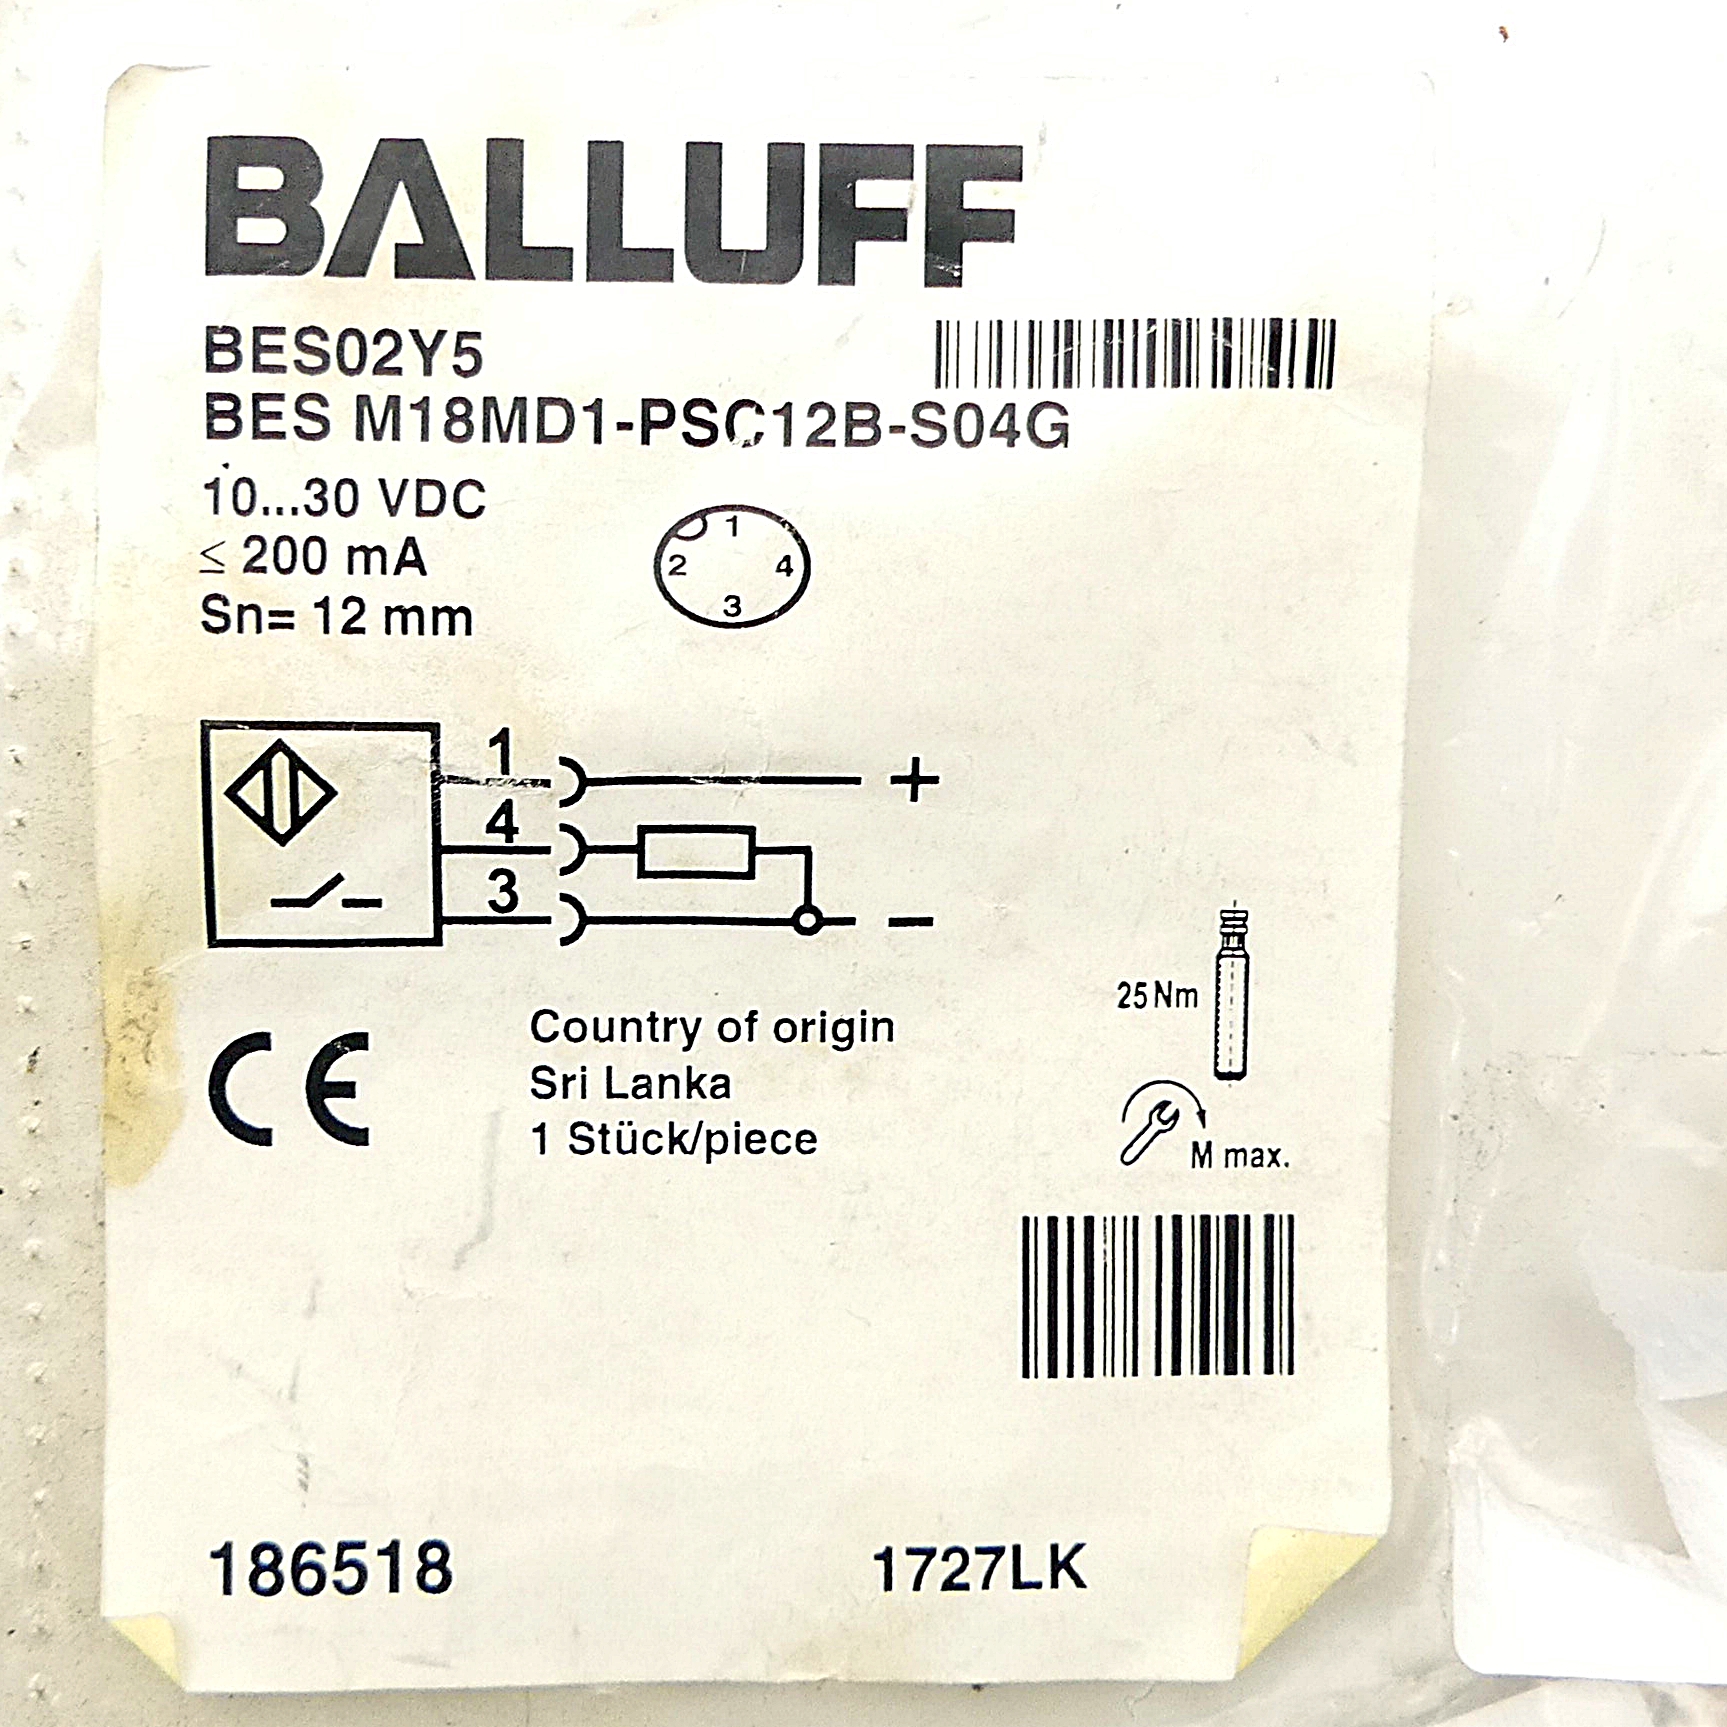 BALLUFF
BES02Y5
BES M18MD1-PSC12B-S04G
10...30 VDC
≤ 200 mA
Sn= 12 mm
1
2 4
3
1 +
4
3 −
25 Nm
M max.
CE
Country of origin
Sri Lanka
1 Stück/piece
186518 1727LK